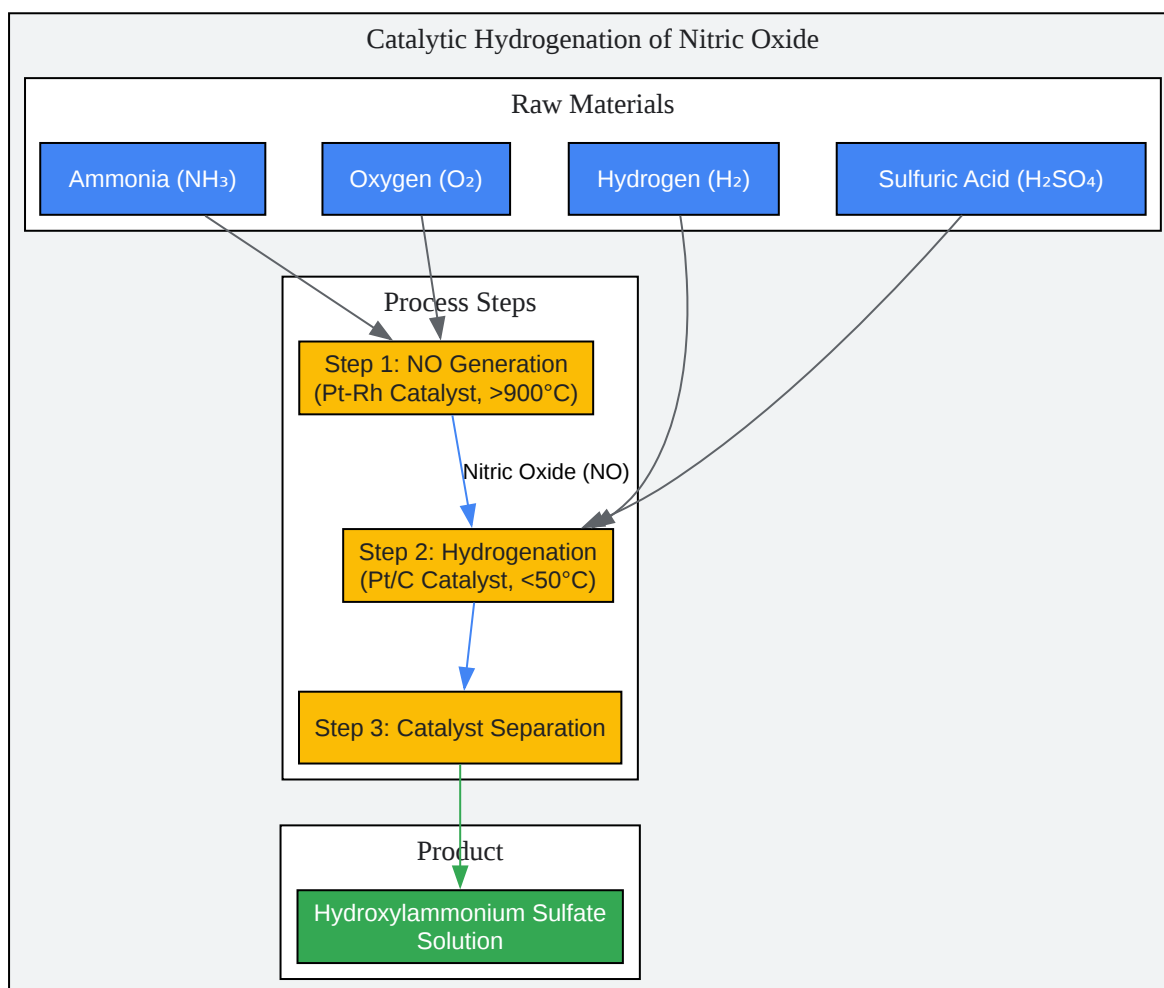 Catalytic Hydrogenation of Nitric Oxide
Raw Materials
Ammonia (NH₃)
Oxygen (O₂)
Hydrogen (H₂)
Sulfuric Acid (H₂SO₄)
Process Steps
Step 1: NO Generation
(Pt-Rh Catalyst, >900°C)
Nitric Oxide (NO)
Step 2: Hydrogenation
(Pt/C Catalyst, <50°C)
Step 3: Catalyst Separation
Product
Hydroxylammonium Sulfate
Solution